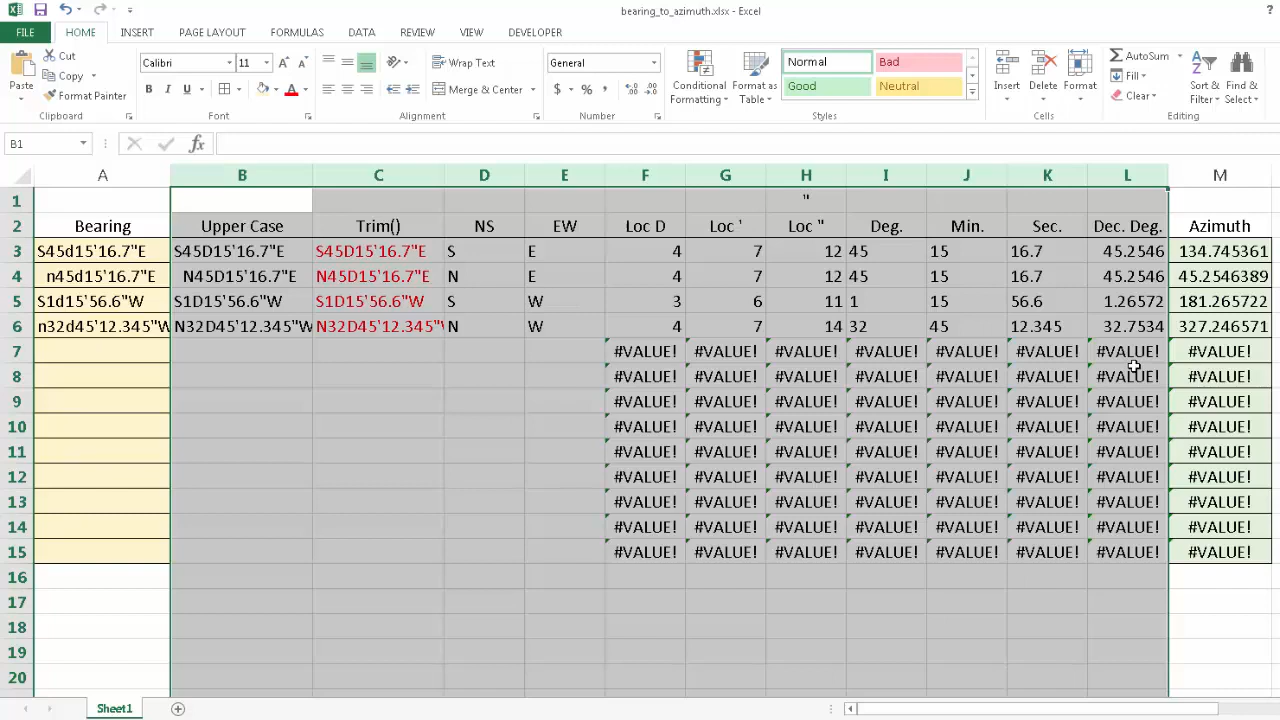 bearing_to_azimuth.xlsx - Excel
?
FILE HOME INSERT PAGE LAYOUT FORMULAS DATA REVIEW VIEW DEVELOPER
Paste
Cut
Copy
Format Painter
Clipboard
Calibri 11
B I U A
Font
Wrap Text
Merge & Center
Alignment
General
$ % ,
Number
Conditional Formatting
Format as Table
Normal Bad
Good Neutral
Styles
Insert Delete Format
Cells
AutoSum
Fill
Clear
Sort & Filter
Find & Select
Editing
B1 fx
A B C D E F G H I J K L M
1 "
2 Bearing Upper Case Trim() NS EW Loc D Loc ' Loc " Deg. Min. Sec. Dec. Deg. Azimuth
3 S45d15'16.7"E S45D15'16.7"E S45D15'16.7"E S E 4 7 12 45 15 16.7 45.2546 134.745361
4 n45d15'16.7"E N45D15'16.7"E N45D15'16.7"E N E 4 7 12 45 15 16.7 45.2546 45.2546389
5 S1d15'56.6"W S1D15'56.6"W S1D15'56.6"W S W 3 6 11 1 15 56.6 1.26572 181.265722
6 n32d45'12.345"W N32D45'12.345"W N32D45'12.345" N W 4 7 14 32 45 12.345 32.7534 327.246571
7 #VALUE! #VALUE! #VALUE! #VALUE! #VALUE! #VALUE! #VALUE! #VALUE!
8 #VALUE! #VALUE! #VALUE! #VALUE! #VALUE! #VALUE! #VALUE! #VALUE!
9 #VALUE! #VALUE! #VALUE! #VALUE! #VALUE! #VALUE! #VALUE! #VALUE!
10 #VALUE! #VALUE! #VALUE! #VALUE! #VALUE! #VALUE! #VALUE! #VALUE!
11 #VALUE! #VALUE! #VALUE! #VALUE! #VALUE! #VALUE! #VALUE! #VALUE!
12 #VALUE! #VALUE! #VALUE! #VALUE! #VALUE! #VALUE! #VALUE! #VALUE!
13 #VALUE! #VALUE! #VALUE! #VALUE! #VALUE! #VALUE! #VALUE! #VALUE!
14 #VALUE! #VALUE! #VALUE! #VALUE! #VALUE! #VALUE! #VALUE! #VALUE!
15 #VALUE! #VALUE! #VALUE! #VALUE! #VALUE! #VALUE! #VALUE! #VALUE!
16
17
18
19
20
Sheet1